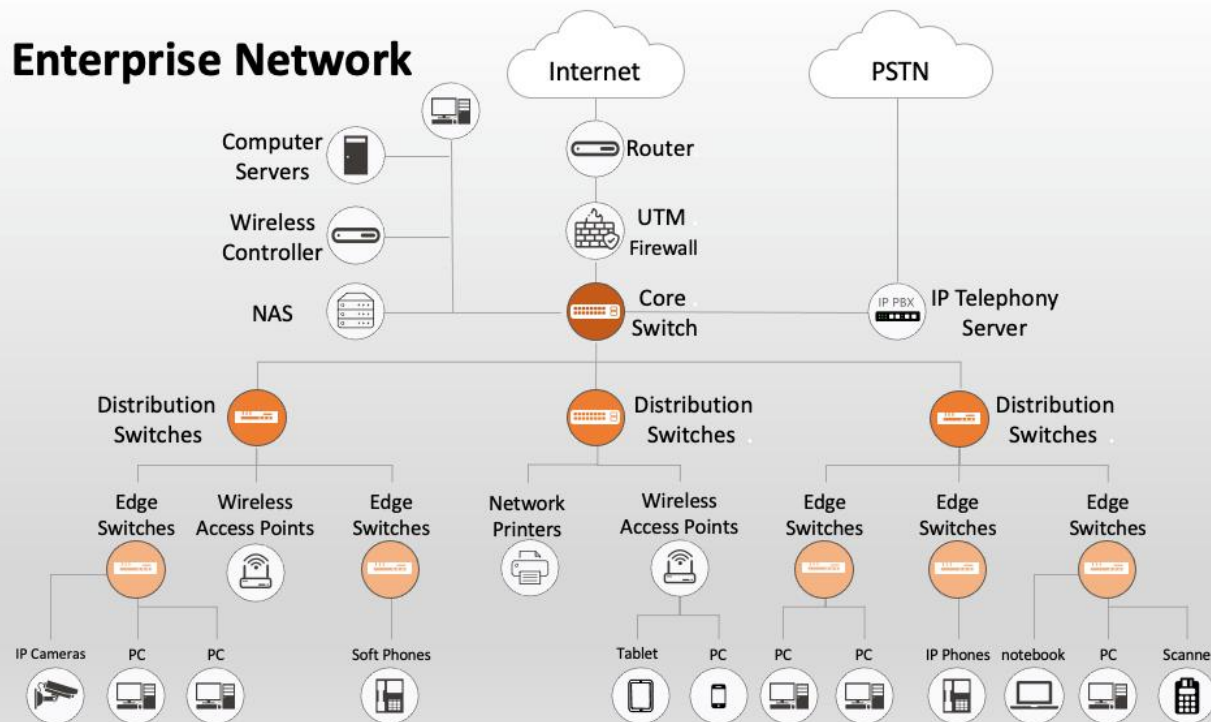 Enterprise Network
Internet
PSTN
Computer
Servers
Router
Wireless
Controller
UTM
Firewall
NAS
Core
Switch
IP PBX
IP Telephony
Server
Distribution
Switches
Distribution
Switches
Distribution
Switches
Edge
Switches
Wireless
Access Points
Edge
Switches
Network
Printers
Wireless
Access Points
Edge
Switches
Edge
Switches
Edge
Switches
IP Cameras
PC
PC
Soft Phones
Tablet
PC
PC
PC
IP Phones
notebook
PC
Scanne